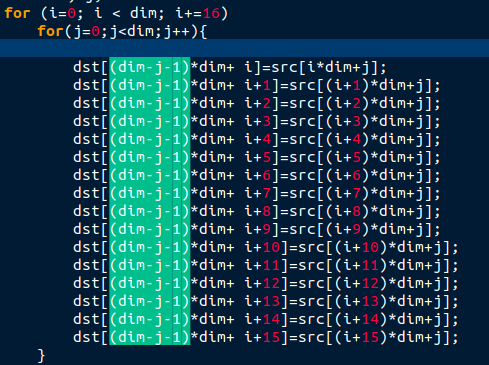 for (i=0; i < dim; i+=16)
for(j=0;j<dim;j++){
dst[(dim-j-1)*dim+ i]=src[i*dim+j];
dst[(dim-j-1)*dim+ i+1]=src[(i+1)*dim+j];
dst[(dim-j-1)*dim+ i+2]=src[(i+2)*dim+j];
dst[(dim-j-1)*dim+ i+3]=src[(i+3)*dim+j];
dst[(dim-j-1)*dim+ i+4]=src[(i+4)*dim+j];
dst[(dim-j-1)*dim+ i+5]=src[(i+5)*dim+j];
dst[(dim-j-1)*dim+ i+6]=src[(i+6)*dim+j];
dst[(dim-j-1)*dim+ i+7]=src[(i+7)*dim+j];
dst[(dim-j-1)*dim+ i+8]=src[(i+8)*dim+j];
dst[(dim-j-1)*dim+ i+9]=src[(i+9)*dim+j];
dst[(dim-j-1)*dim+ i+10]=src[(i+10)*dim+j];
dst[(dim-j-1)*dim+ i+11]=src[(i+11)*dim+j];
dst[(dim-j-1)*dim+ i+12]=src[(i+12)*dim+j];
dst[(dim-j-1)*dim+ i+13]=src[(i+13)*dim+j];
dst[(dim-j-1)*dim+ i+14]=src[(i+14)*dim+j];
dst[(dim-j-1)*dim+ i+15]=src[(i+15)*dim+j];
}